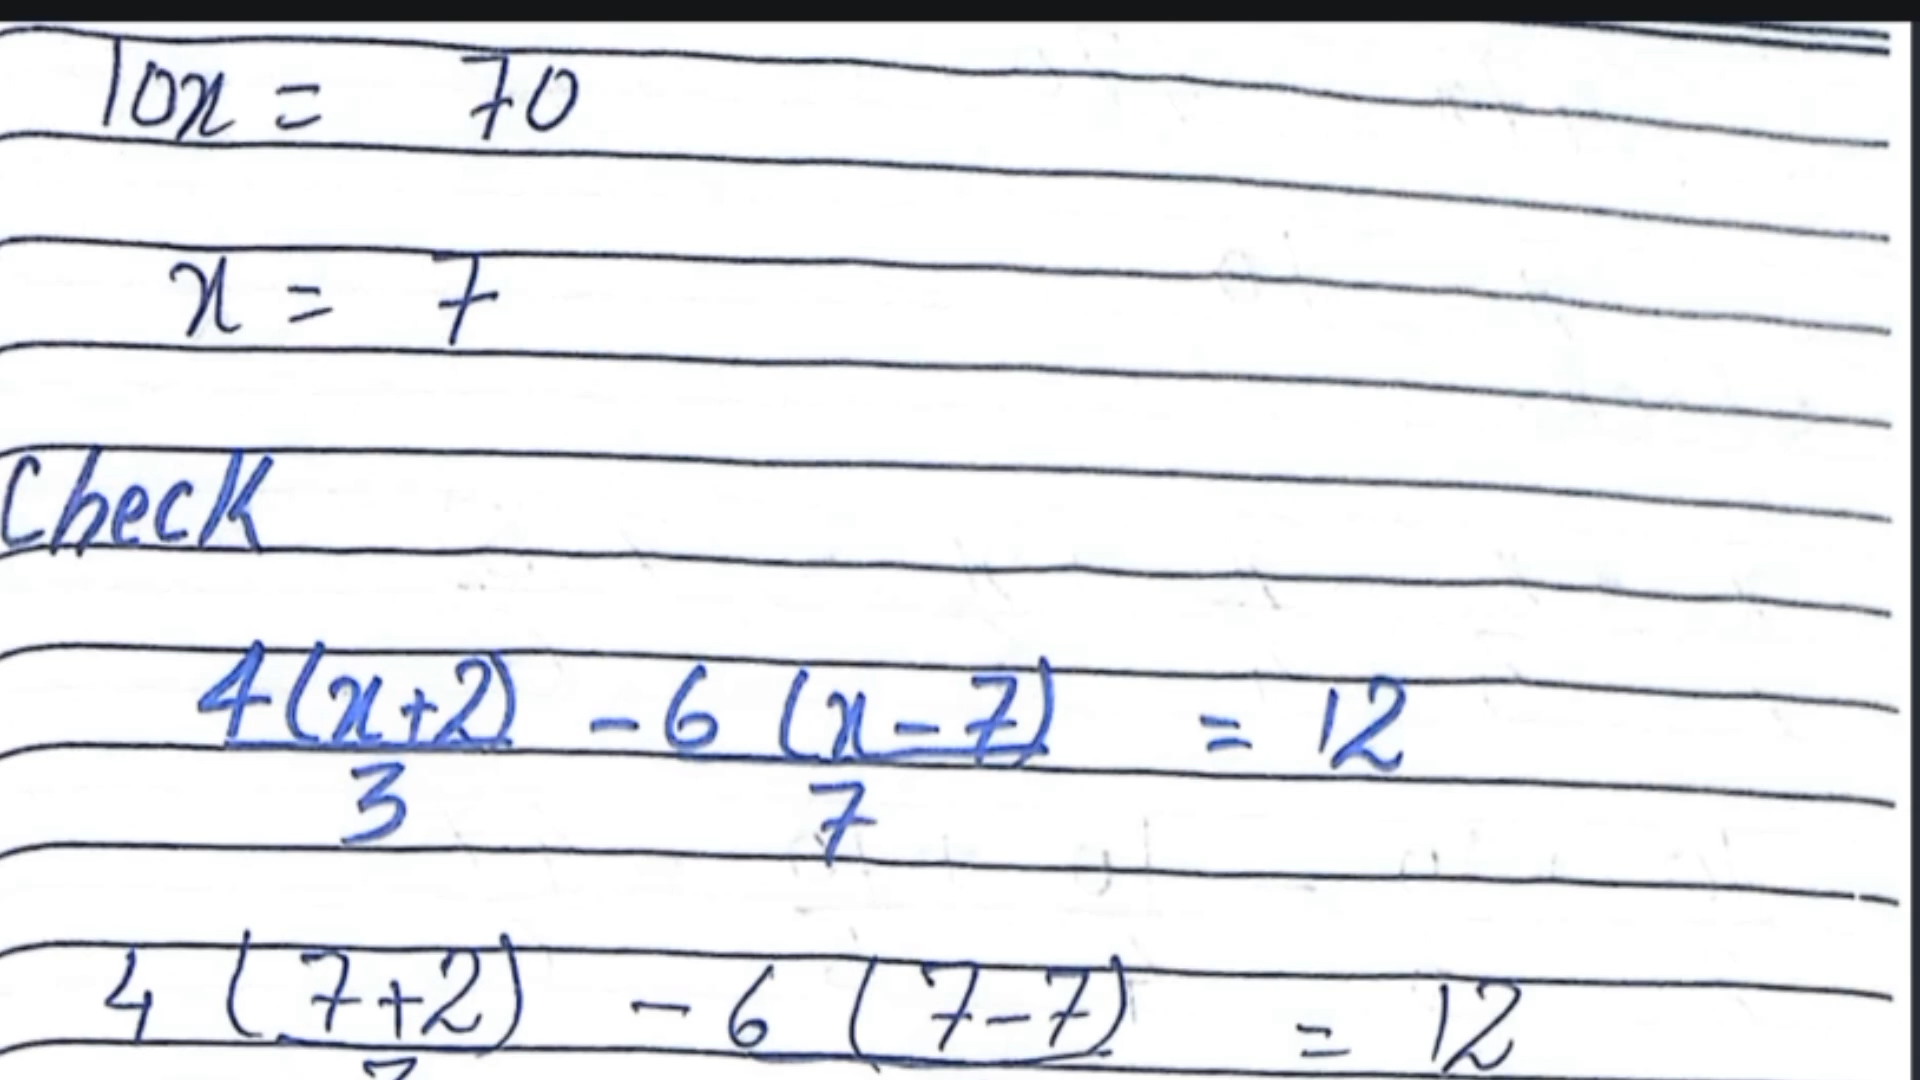 10x = 70
x = 7
Check
4(x+2) - 6 (x-7) = 12
3 7
4 (7+2) - 6 (7-7) = 12